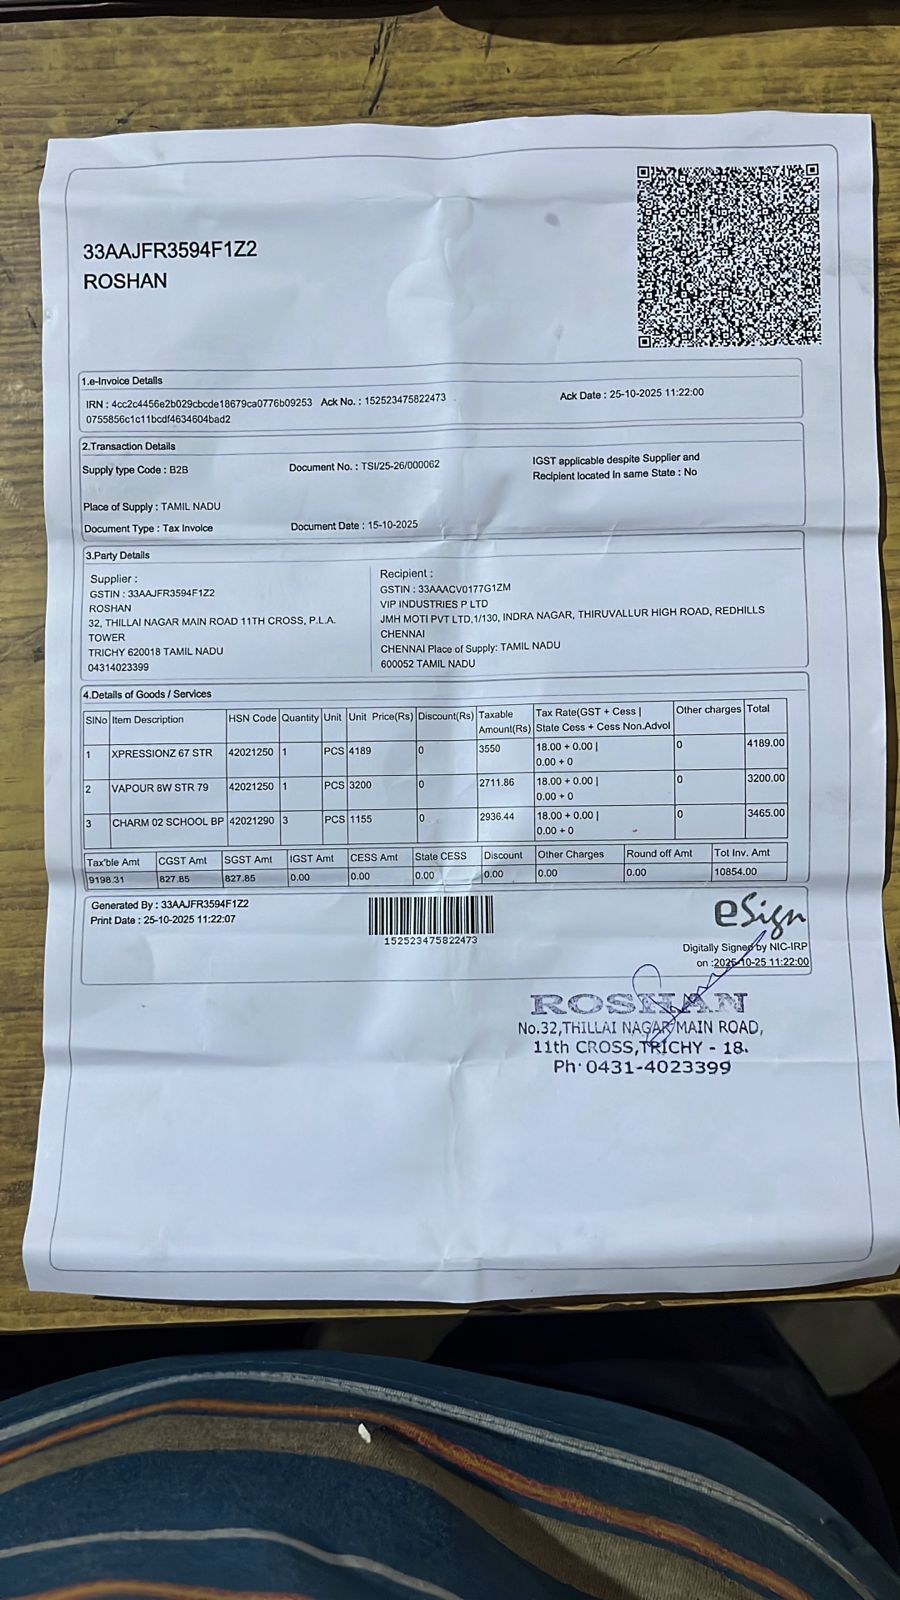 33AAJFR3594F1Z2
ROSHAN
1.e-Invoice Details
IRN : 4cc2c4456e2b029cbcde18679ca0776b09253 Ack No. : 152523475822473 Ack Date : 25-10-2025 11:22:00
0755856c1c11bcdf4634604bad2
2.Transaction Details
Supply type Code : B2B Document No. : TSI/25-26/000062 IGST applicable despite Supplier and
Recipient located in same State : No
Place of Supply : TAMIL NADU
Document Type : Tax Invoice Document Date : 15-10-2025
3.Party Details
Supplier :
GSTIN : 33AAJFR3594F1Z2
ROSHAN
32, THILLAI NAGAR MAIN ROAD 11TH CROSS, P.L.A.
TOWER
TRICHY 620018 TAMIL NADU
04314023399
Recipient :
GSTIN : 33AAACV0177G1ZM
VIP INDUSTRIES P LTD
JMH MOTI PVT LTD,1/130, INDRA NAGAR, THIRUVALLUR HIGH ROAD, REDHILLS
CHENNAI
CHENNAI Place of Supply: TAMIL NADU
600052 TAMIL NADU
4.Details of Goods / Services
SlNo Item Description HSN Code Quantity Unit Unit Price(Rs) Discount(Rs) Taxable Amount(Rs) Tax Rate(GST + Cess | State Cess + Cess Non.Advol Other charges Total
1 XPRESSIONZ 67 STR 42021250 1 PCS 4189 0 3550 18.00 + 0.00 | 0.00 + 0 0 4189.00
2 VAPOUR 8W STR 79 42021250 1 PCS 3200 0 2711.86 18.00 + 0.00 | 0.00 + 0 0 3200.00
3 CHARM 02 SCHOOL BP 42021290 3 PCS 1155 0 2936.44 18.00 + 0.00 | 0.00 + 0 0 3465.00
Tax'ble Amt CGST Amt SGST Amt IGST Amt CESS Amt State CESS Discount Other Charges Round off Amt Tot Inv. Amt
9198.31 827.85 827.85 0.00 0.00 0.00 0.00 0.00 0.00 10854.00
Generated By : 33AAJFR3594F1Z2
Print Date : 25-10-2025 11:22:07
152523475822473
eSign
Digitally Signed by NIC-IRP
on :2025-10-25 11:22:00
ROSHAN
No.32,THILLAI NAGAR MAIN ROAD,
11th CROSS,TRICHY - 18.
Ph: 0431-4023399